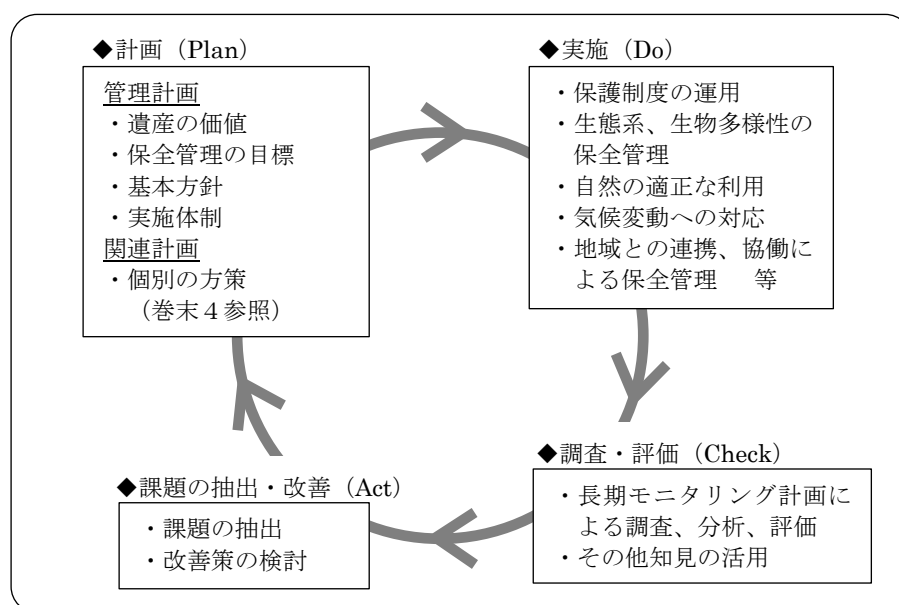 ◆計画（Plan）
管理計画
・遺産の価値
・保全管理の目標
・基本方針
・実施体制
関連計画
・個別の方策
（巻末４参照）
◆実施（Do）
・保護制度の運用
・生態系、生物多様性の
保全管理
・自然の適正な利用
・気候変動への対応
・地域との連携、協働に
よる保全管理　等
◆調査・評価（Check）
・長期モニタリング計画に
よる調査、分析、評価
・その他知見の活用
◆課題の抽出・改善（Act）
・課題の抽出
・改善策の検討